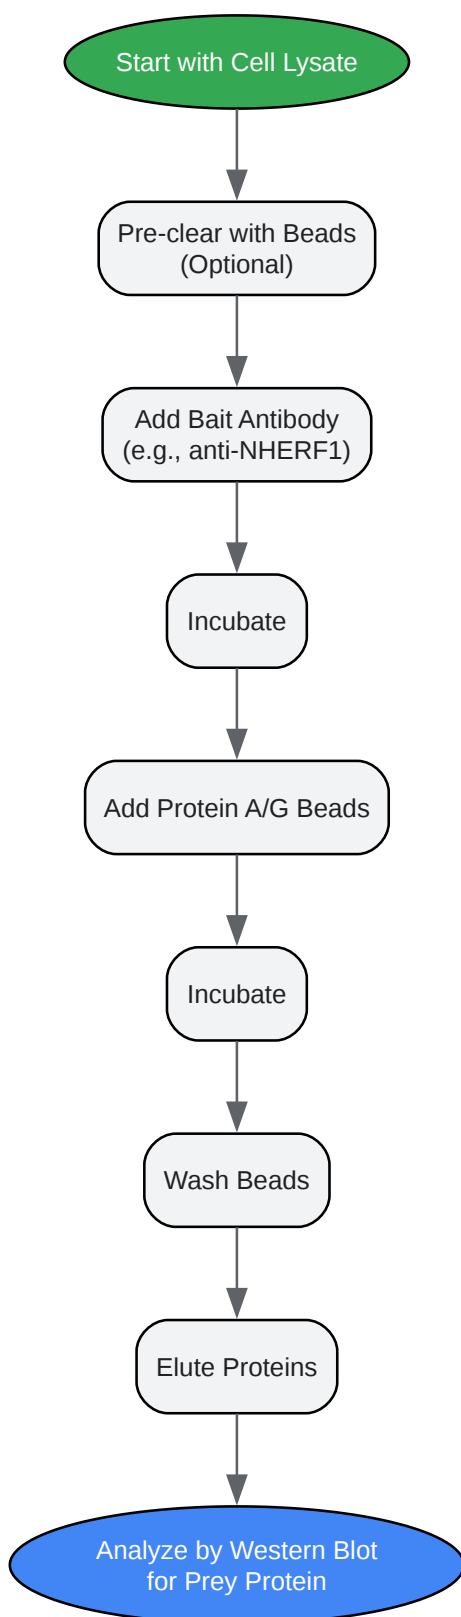 Start with Cell Lysate
Pre-clear with Beads
(Optional)
Add Bait Antibody
(e.g., anti-NHERF1)
Incubate
Add Protein A/G Beads
Incubate
Wash Beads
Elute Proteins
Analyze by Western Blot
for Prey Protein